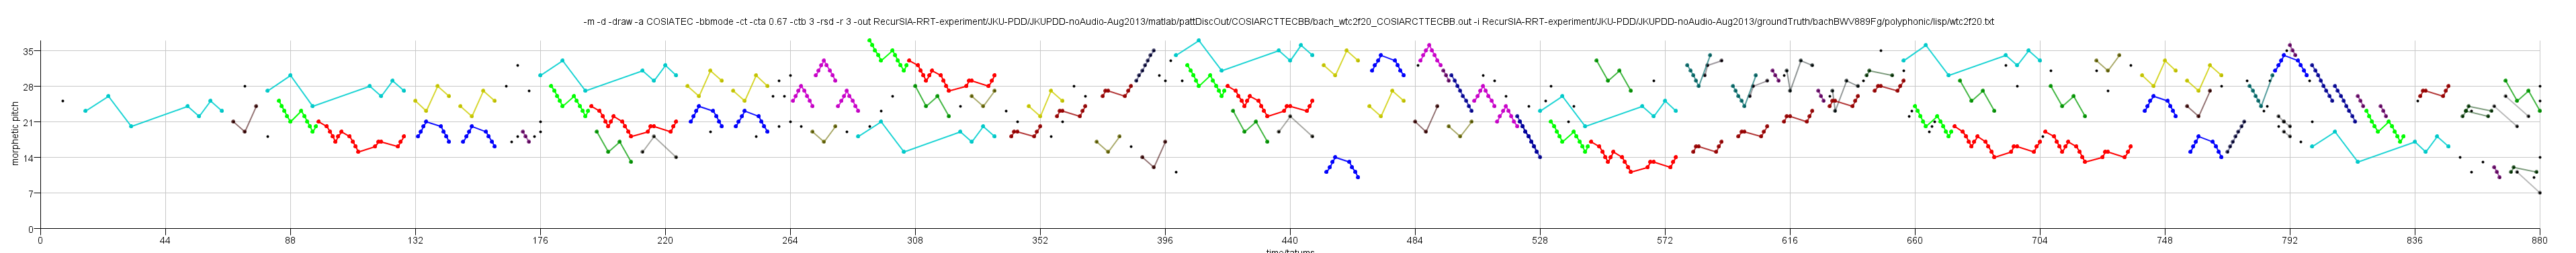 -m -d -draw -a COSIATEC -bbmode -ct -cta 0.67 -ctb 3 -rsd -r 3 -out RecurSIA-RRT-experiment/JKU-PDD/JKUPDD-noAudio-Aug2013/matlab/pattDiscOut/COSIARCTTECBB/bach_wtc2f20_COSIARCTTECBB.out -i RecurSIA-RRT-experiment/JKU-PDD/JKUPDD-noAudio-Aug2013/groundTruth/bachBWV889Fg/polyphonic/lisp/wtc2f20.txt
morphetic pitch
35
28
21
14
7
0
0 44 88 132 176 220 264 308 352 396 440 484 528 572 616 660 704 748 792 836 880
time/tatums